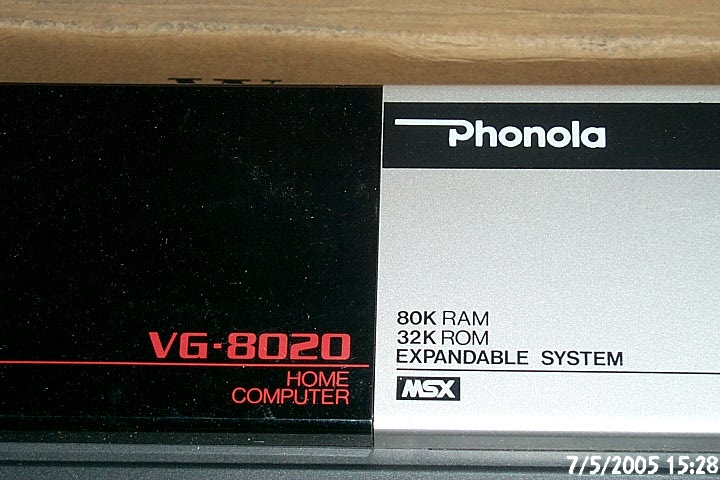 Phonola
VG-8020
HOME
COMPUTER
80K RAM
32K ROM
EXPANDABLE SYSTEM
MSX
7/5/2005 15:28